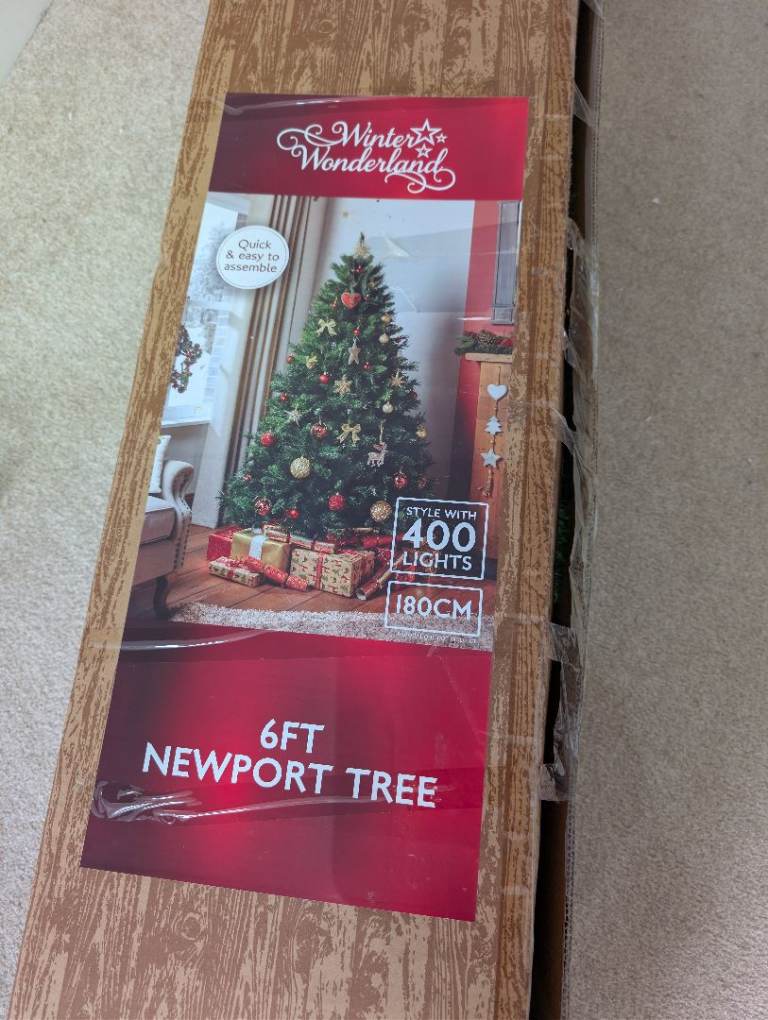 Winter
Wonderland
Quick
& easy to
assemble
STYLE WITH
400
LIGHTS
180CM
6FT
NEWPORT TREE